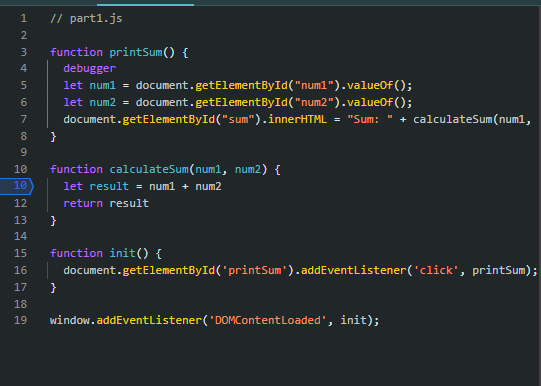 1 // part1.js
2
3 function printSum() {
4 debugger
5 let num1 = document.getElementById("num1").valueOf();
6 let num2 = document.getElementById("num2").valueOf();
7 document.getElementById("sum").innerHTML = "Sum: " + calculateSum(num1,
8 }
9
10 function calculateSum(num1, num2) {
10 let result = num1 + num2
12 return result
13 }
14
15 function init() {
16 document.getElementById('printSum').addEventListener('click', printSum);
17 }
18
19 window.addEventListener('DOMContentLoaded', init);